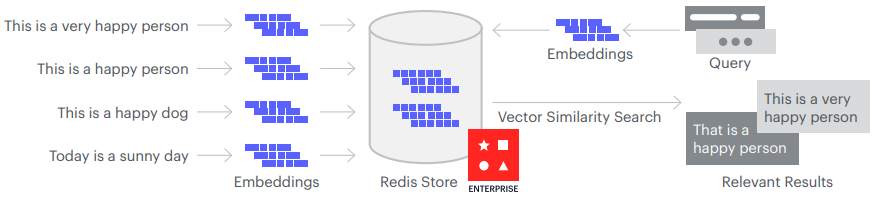 This is a very happy person
This is a happy person
This is a happy dog
Today is a sunny day
Embeddings
Redis Store
ENTERPRISE
Embeddings
Query
Vector Similarity Search
This is a very
happy person
That is a
happy person
Relevant Results